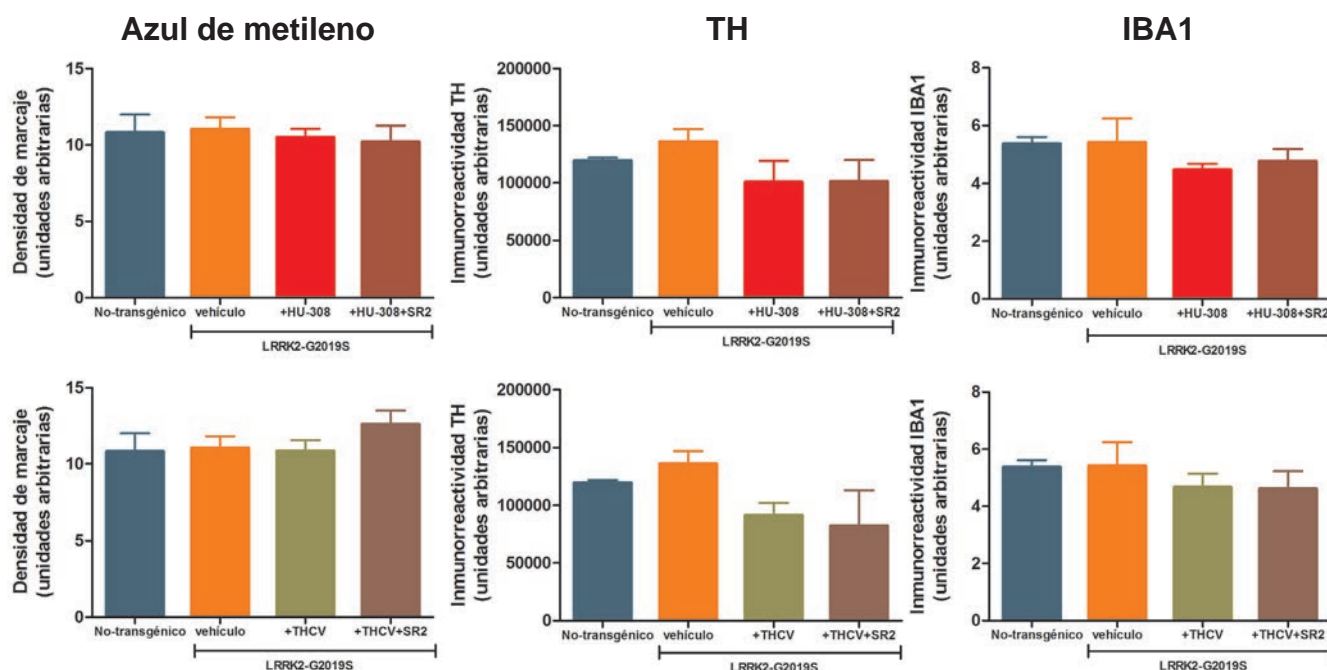 Azul de metileno
TH
IBA1
Densidad de marcaje
(unidades arbitrarias)
15
10
5
0
No-transgénico vehículo +HU-308 +HU-308+SR2
LRRK2-G2019S
Inmunorreactividad TH
(unidades arbitrarias)
200000
150000
100000
50000
0
No-transgénico vehículo +HU-308 +HU-308+SR2
LRRK2-G2019S
Inmunorreactividad IBA1
(unidades arbitrarias)
8
6
4
2
0
No-transgénico vehículo +HU-308 +HU-308+SR2
LRRK2-G2019S
Densidad de marcaje
(unidades arbitrarias)
15
10
5
0
No-transgénico vehículo +THCV +THCV+SR2
LRRK2-G2019S
Inmunorreactividad TH
(unidades arbitrarias)
200000
150000
100000
50000
0
No-transgénico vehículo +THCV +THCV+SR2
LRRK2-G2019S
Inmunorreactividad IBA1
(unidades arbitrarias)
8
6
4
2
0
No-transgénico vehículo +THCV +THCV+SR2
LRRK2-G2019S